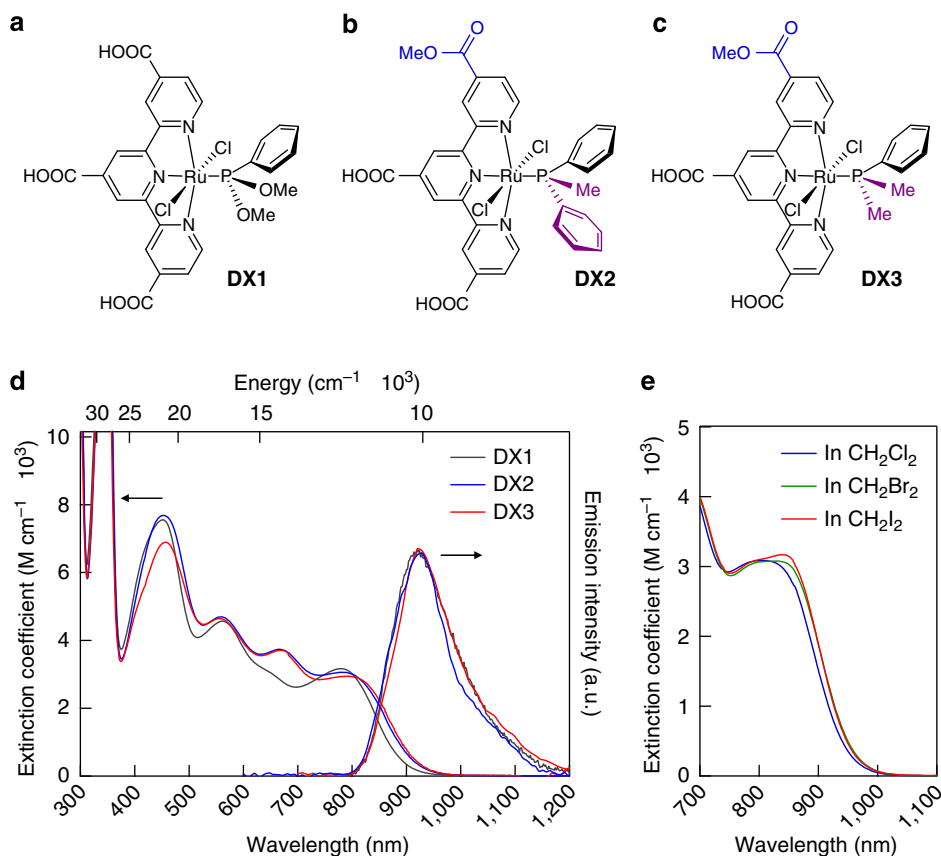 a
b
c
HOOC
HOOC
HOOC
N
N
N
Ru
Cl
Cl
P
OMe
OMe
DX1
O
MeO
HOOC
HOOC
N
N
N
Ru
Cl
Cl
P
Me
DX2
O
MeO
HOOC
HOOC
N
N
N
Ru
Cl
Cl
P
Me
Me
DX3
d
Energy (cm⁻¹ 10³)
30 25 20 15 10
Extinction coefficient (M cm⁻¹ 10³)
10
8
6
4
2
0
DX1
DX2
DX3
Emission intensity (a.u.)
300 400 500 600 700 800 900 1,000 1,100 1,200
Wavelength (nm)
e
Extinction coefficient (M cm⁻¹ 10³)
5
4
3
2
1
0
In CH₂Cl₂
In CH₂Br₂
In CH₂I₂
700 800 900 1,000 1,100
Wavelength (nm)